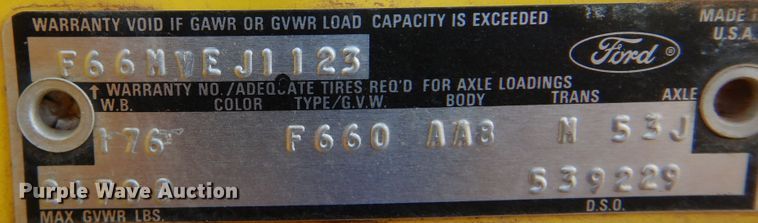 WARRANTY VOID IF GAWR or GVWR LOAD CAPACITY IS EXCEEDED
MADE IN
U.S.A.
F66MVEJ1123
Ford
↑ WARRANTY NO./ADEQUATE TIRES REQ'D FOR AXLE LOADINGS
W.B. COLOR TYPE/G.V.W. BODY TRANS AXLE
176 F660 AA8 M 53J
539229
MAX GVWR LBS. D.S.O.
Purple Wave Auction